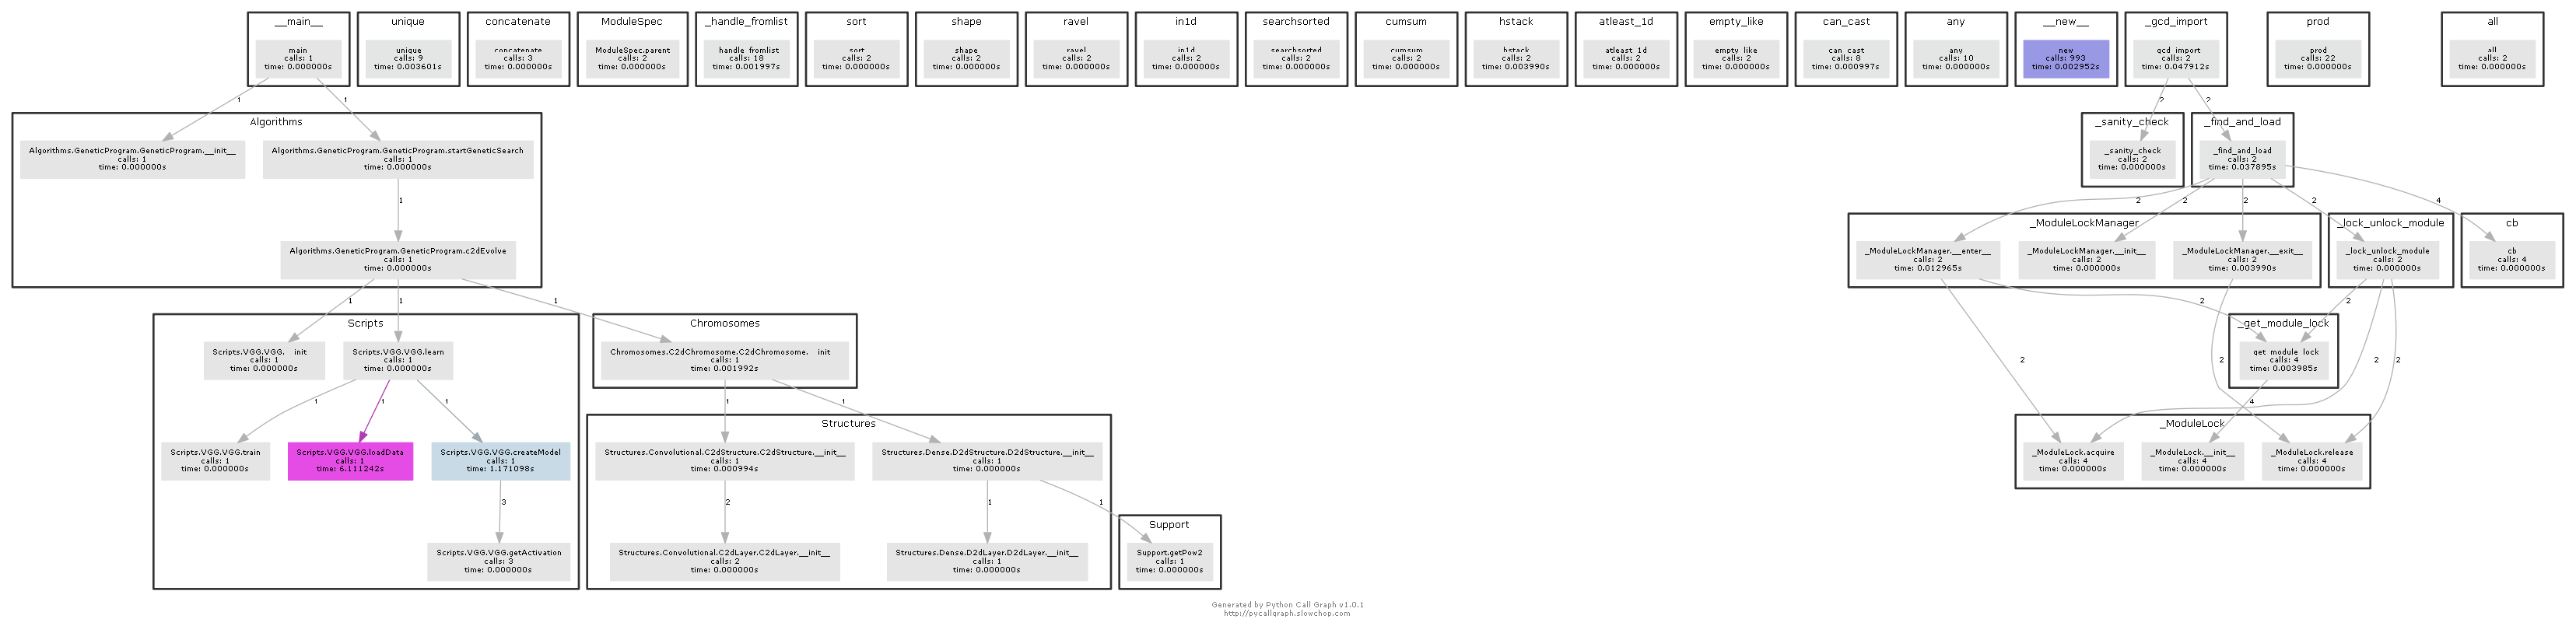 __main__
unique
concatenate
ModuleSpec
_handle_fromlist
sort
shape
ravel
in1d
searchsorted
cumsum
hstack
atleast_1d
empty_like
can_cast
any
__new__
_gcd_import
prod
all
__main__
calls: 1
time: 0.000000s
unique
calls: 9
time: 0.003601s
concatenate
calls: 3
time: 0.000000s
ModuleSpec.parent
calls: 2
time: 0.000000s
_handle_fromlist
calls: 18
time: 0.001997s
sort
calls: 2
time: 0.000000s
shape
calls: 2
time: 0.000000s
ravel
calls: 2
time: 0.000000s
in1d
calls: 2
time: 0.000000s
searchsorted
calls: 2
time: 0.000000s
cumsum
calls: 2
time: 0.000000s
hstack
calls: 2
time: 0.003990s
atleast_1d
calls: 2
time: 0.000000s
empty_like
calls: 2
time: 0.000000s
can_cast
calls: 8
time: 0.000997s
any
calls: 10
time: 0.000000s
__new__
calls: 993
time: 0.002952s
_gcd_import
calls: 2
time: 0.047912s
prod
calls: 22
time: 0.000000s
all
calls: 2
time: 0.000000s
1
1
2
2
Algorithms
Algorithms.GeneticProgram.GeneticProgram.__init__
calls: 1
time: 0.000000s
Algorithms.GeneticProgram.GeneticProgram.startGeneticSearch
calls: 1
time: 0.000000s
1
Algorithms.GeneticProgram.GeneticProgram.c2dEvolve
calls: 1
time: 0.000000s
_sanity_check
_sanity_check
calls: 2
time: 0.000000s
_find_and_load
_find_and_load
calls: 2
time: 0.037895s
2
2
2
2
4
_ModuleLockManager
_ModuleLockManager.__enter__
calls: 2
time: 0.012965s
_ModuleLockManager.__init__
calls: 2
time: 0.000000s
_ModuleLockManager.__exit__
calls: 2
time: 0.003990s
_lock_unlock_module
_lock_unlock_module
calls: 2
time: 0.000000s
cb
cb
calls: 4
time: 0.000000s
1
1
1
2
2
Scripts
Scripts.VGG.VGG.__init__
calls: 1
time: 0.000000s
Scripts.VGG.VGG.learn
calls: 1
time: 0.000000s
Chromosomes
Chromosomes.C2dChromosome.C2dChromosome.__init__
calls: 1
time: 0.001992s
_get_module_lock
_get_module_lock
calls: 4
time: 0.003985s
2
2
2
2
1
1
1
1
1
4
Scripts.VGG.VGG.train
calls: 1
time: 0.000000s
Scripts.VGG.VGG.loadData
calls: 1
time: 6.111242s
Scripts.VGG.VGG.createModel
calls: 1
time: 1.171098s
3
Scripts.VGG.VGG.getActivation
calls: 3
time: 0.000000s
Structures
Structures.Convolutional.C2dStructure.C2dStructure.__init__
calls: 1
time: 0.000994s
Structures.Dense.D2dStructure.D2dStructure.__init__
calls: 1
time: 0.000000s
2
1
1
Structures.Convolutional.C2dLayer.C2dLayer.__init__
calls: 2
time: 0.000000s
Structures.Dense.D2dLayer.D2dLayer.__init__
calls: 1
time: 0.000000s
Support
Support.getPow2
calls: 1
time: 0.000000s
_ModuleLock
_ModuleLock.acquire
calls: 4
time: 0.000000s
_ModuleLock.__init__
calls: 4
time: 0.000000s
_ModuleLock.release
calls: 4
time: 0.000000s
Generated by Python Call Graph v1.0.1
http://pycallgraph.slowchop.com